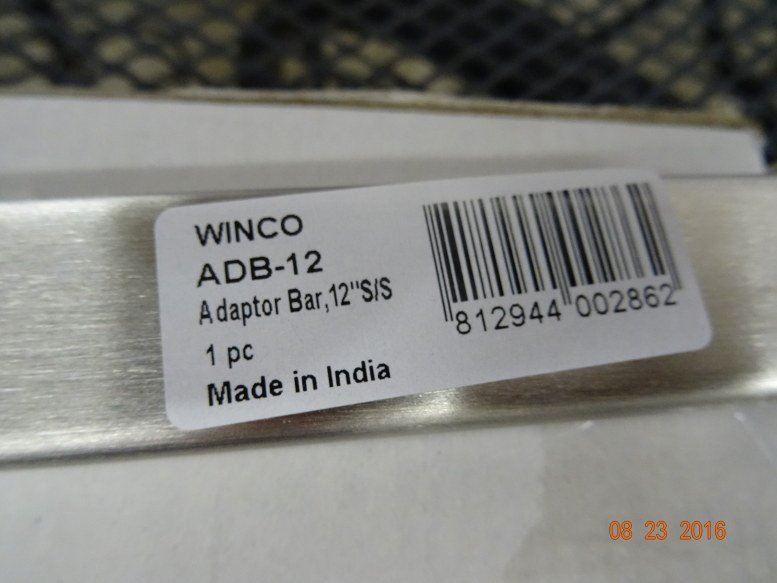 WINCO
ADB-12
Adaptor Bar,12"S/S
1 pc
Made in India
812944 002862
08 23 2016